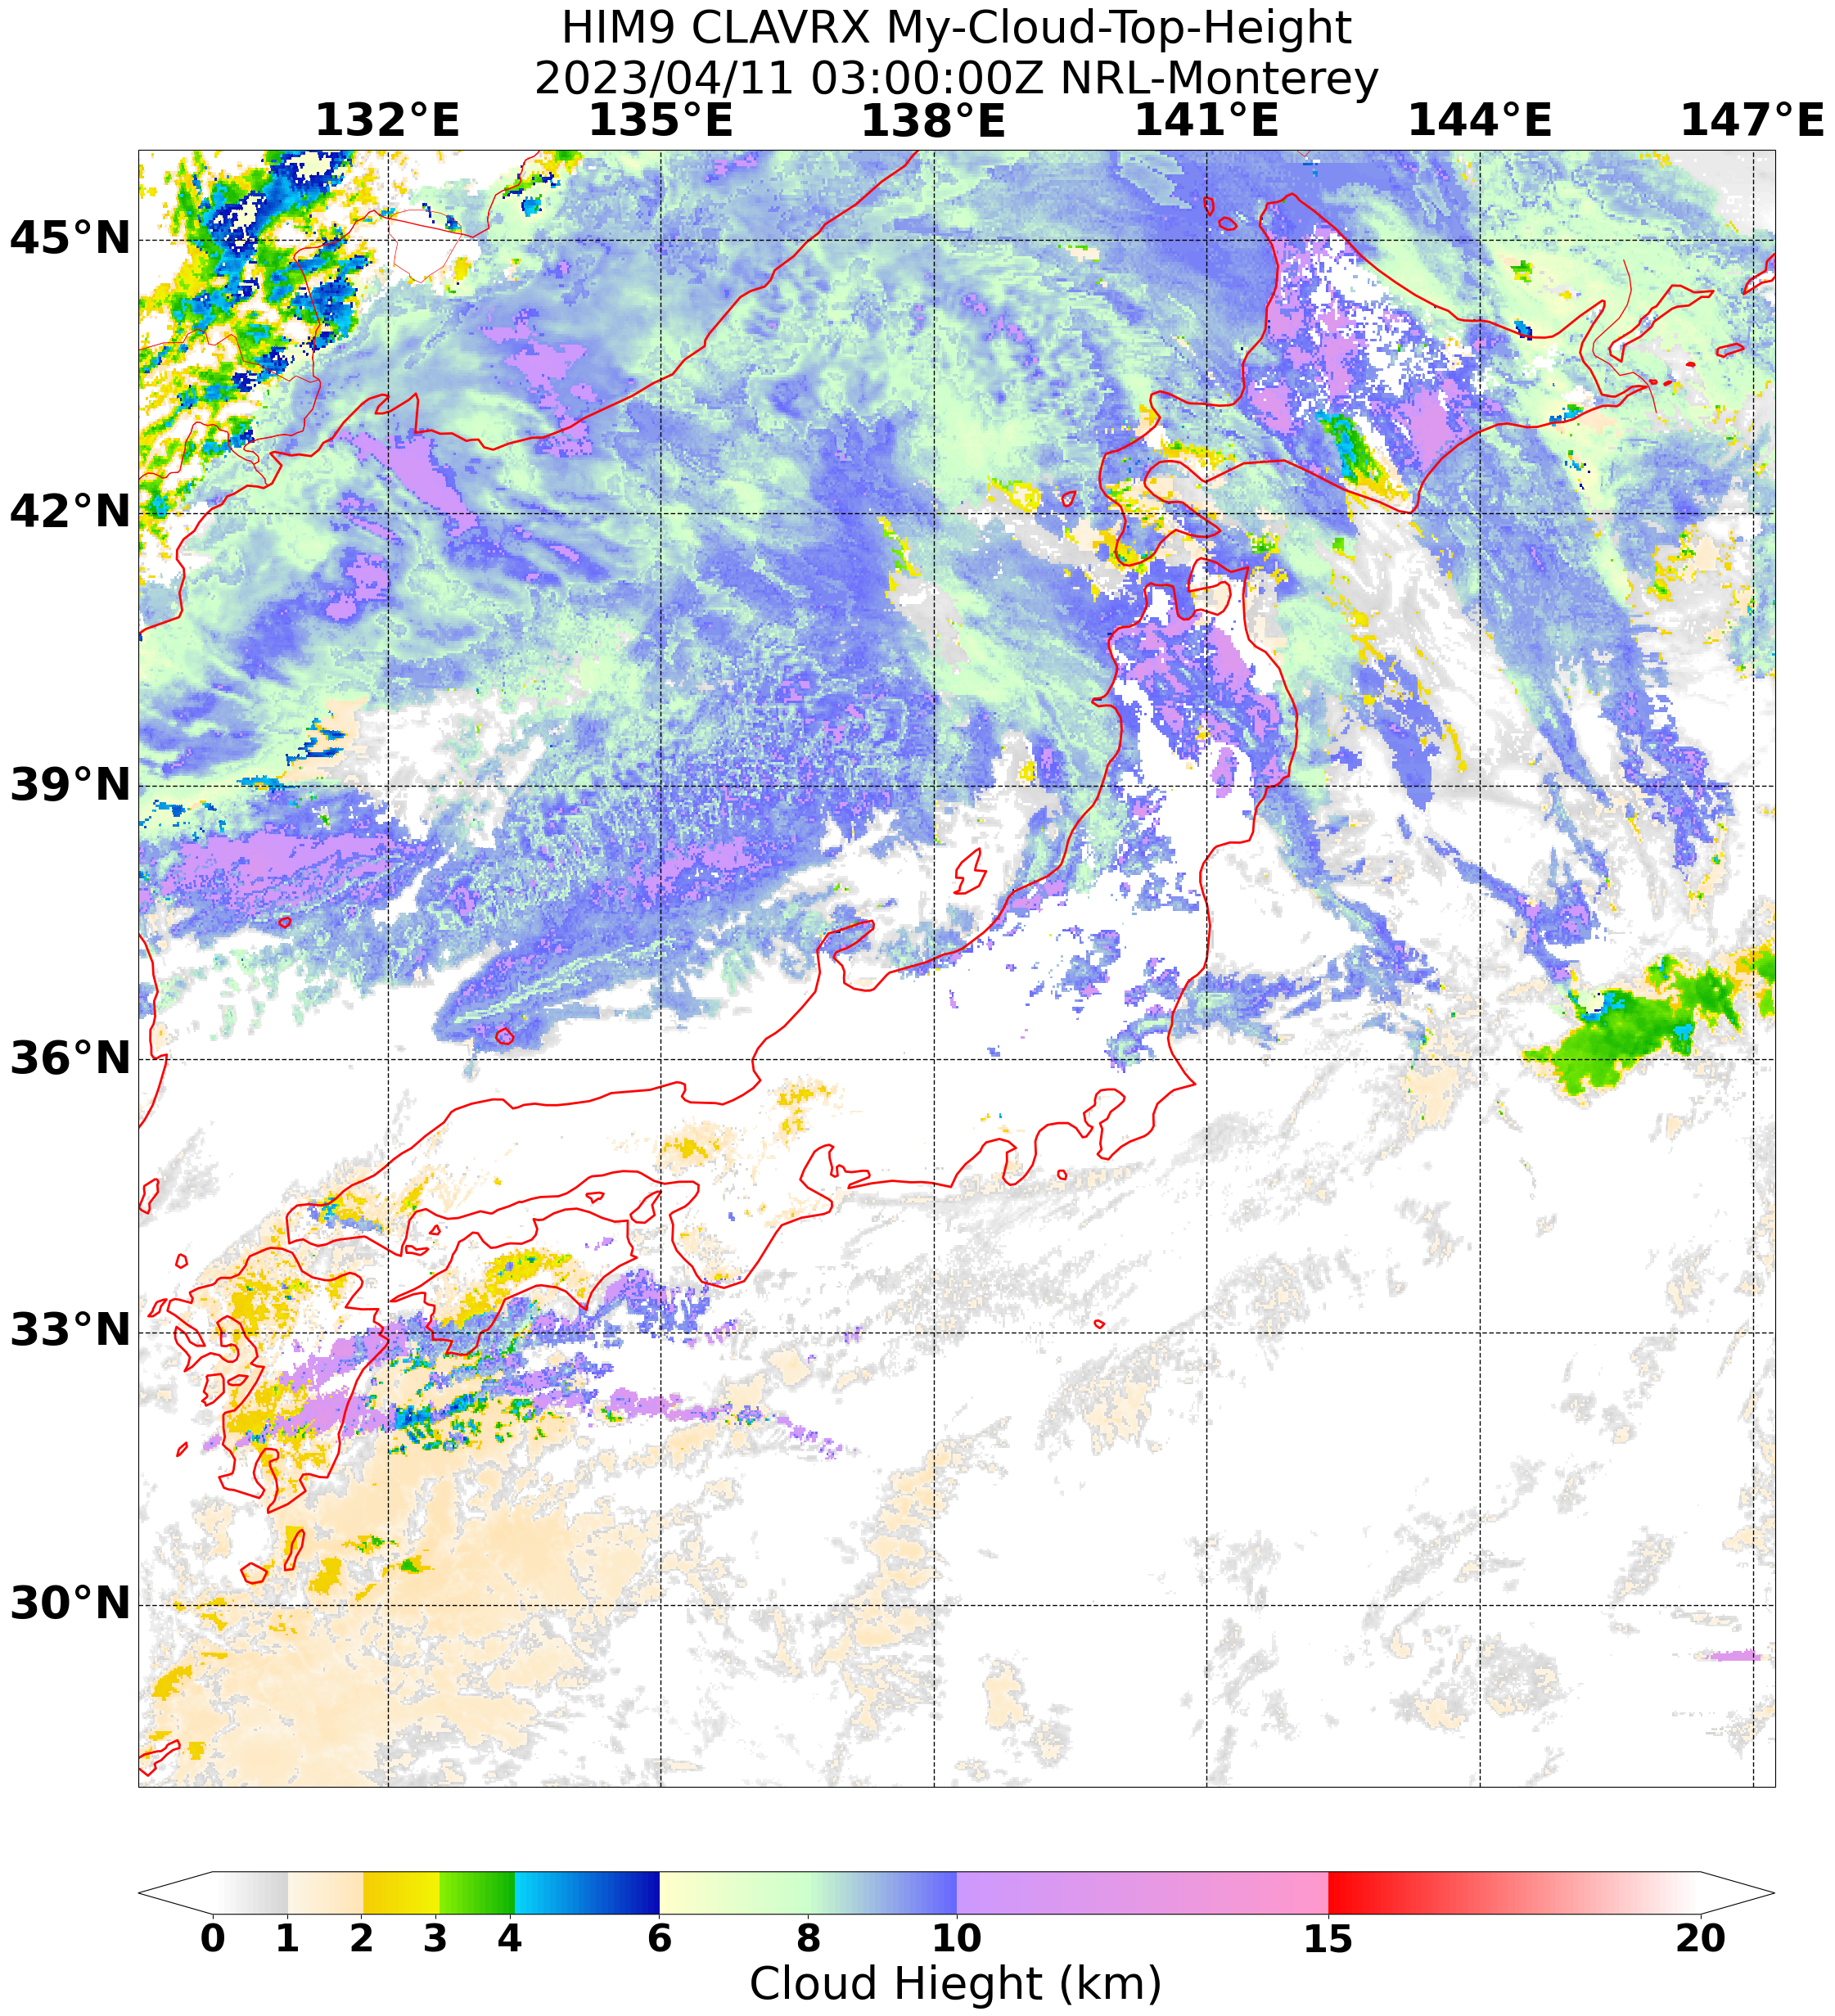 HIM9 CLAVRX My-Cloud-Top-Height
2023/04/11 03:00:00Z NRL-Monterey
132°E 135°E 138°E 141°E 144°E 147°E
45°N
42°N
39°N
36°N
33°N
30°N
0 1 2 3 4 6 8 10 15 20
Cloud Hieght (km)